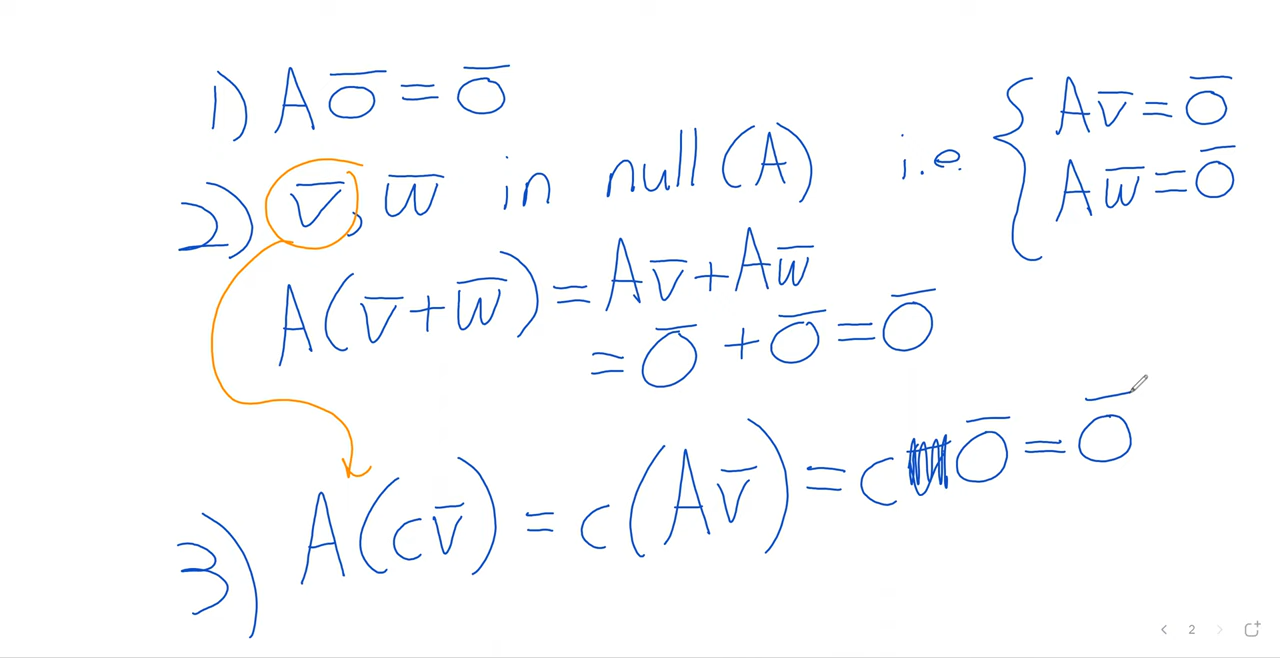 1) A0̅ = 0̅
2) v̅, w̅ in null(A) i.e. { Av̅ = 0̅
Aw̅ = 0̅
A(v̅+w̅) = Av̅ + Aw̅
= 0̅ + 0̅ = 0̅
3) A(cv̅) = c(Av̅) = c0̅ = 0̅
2